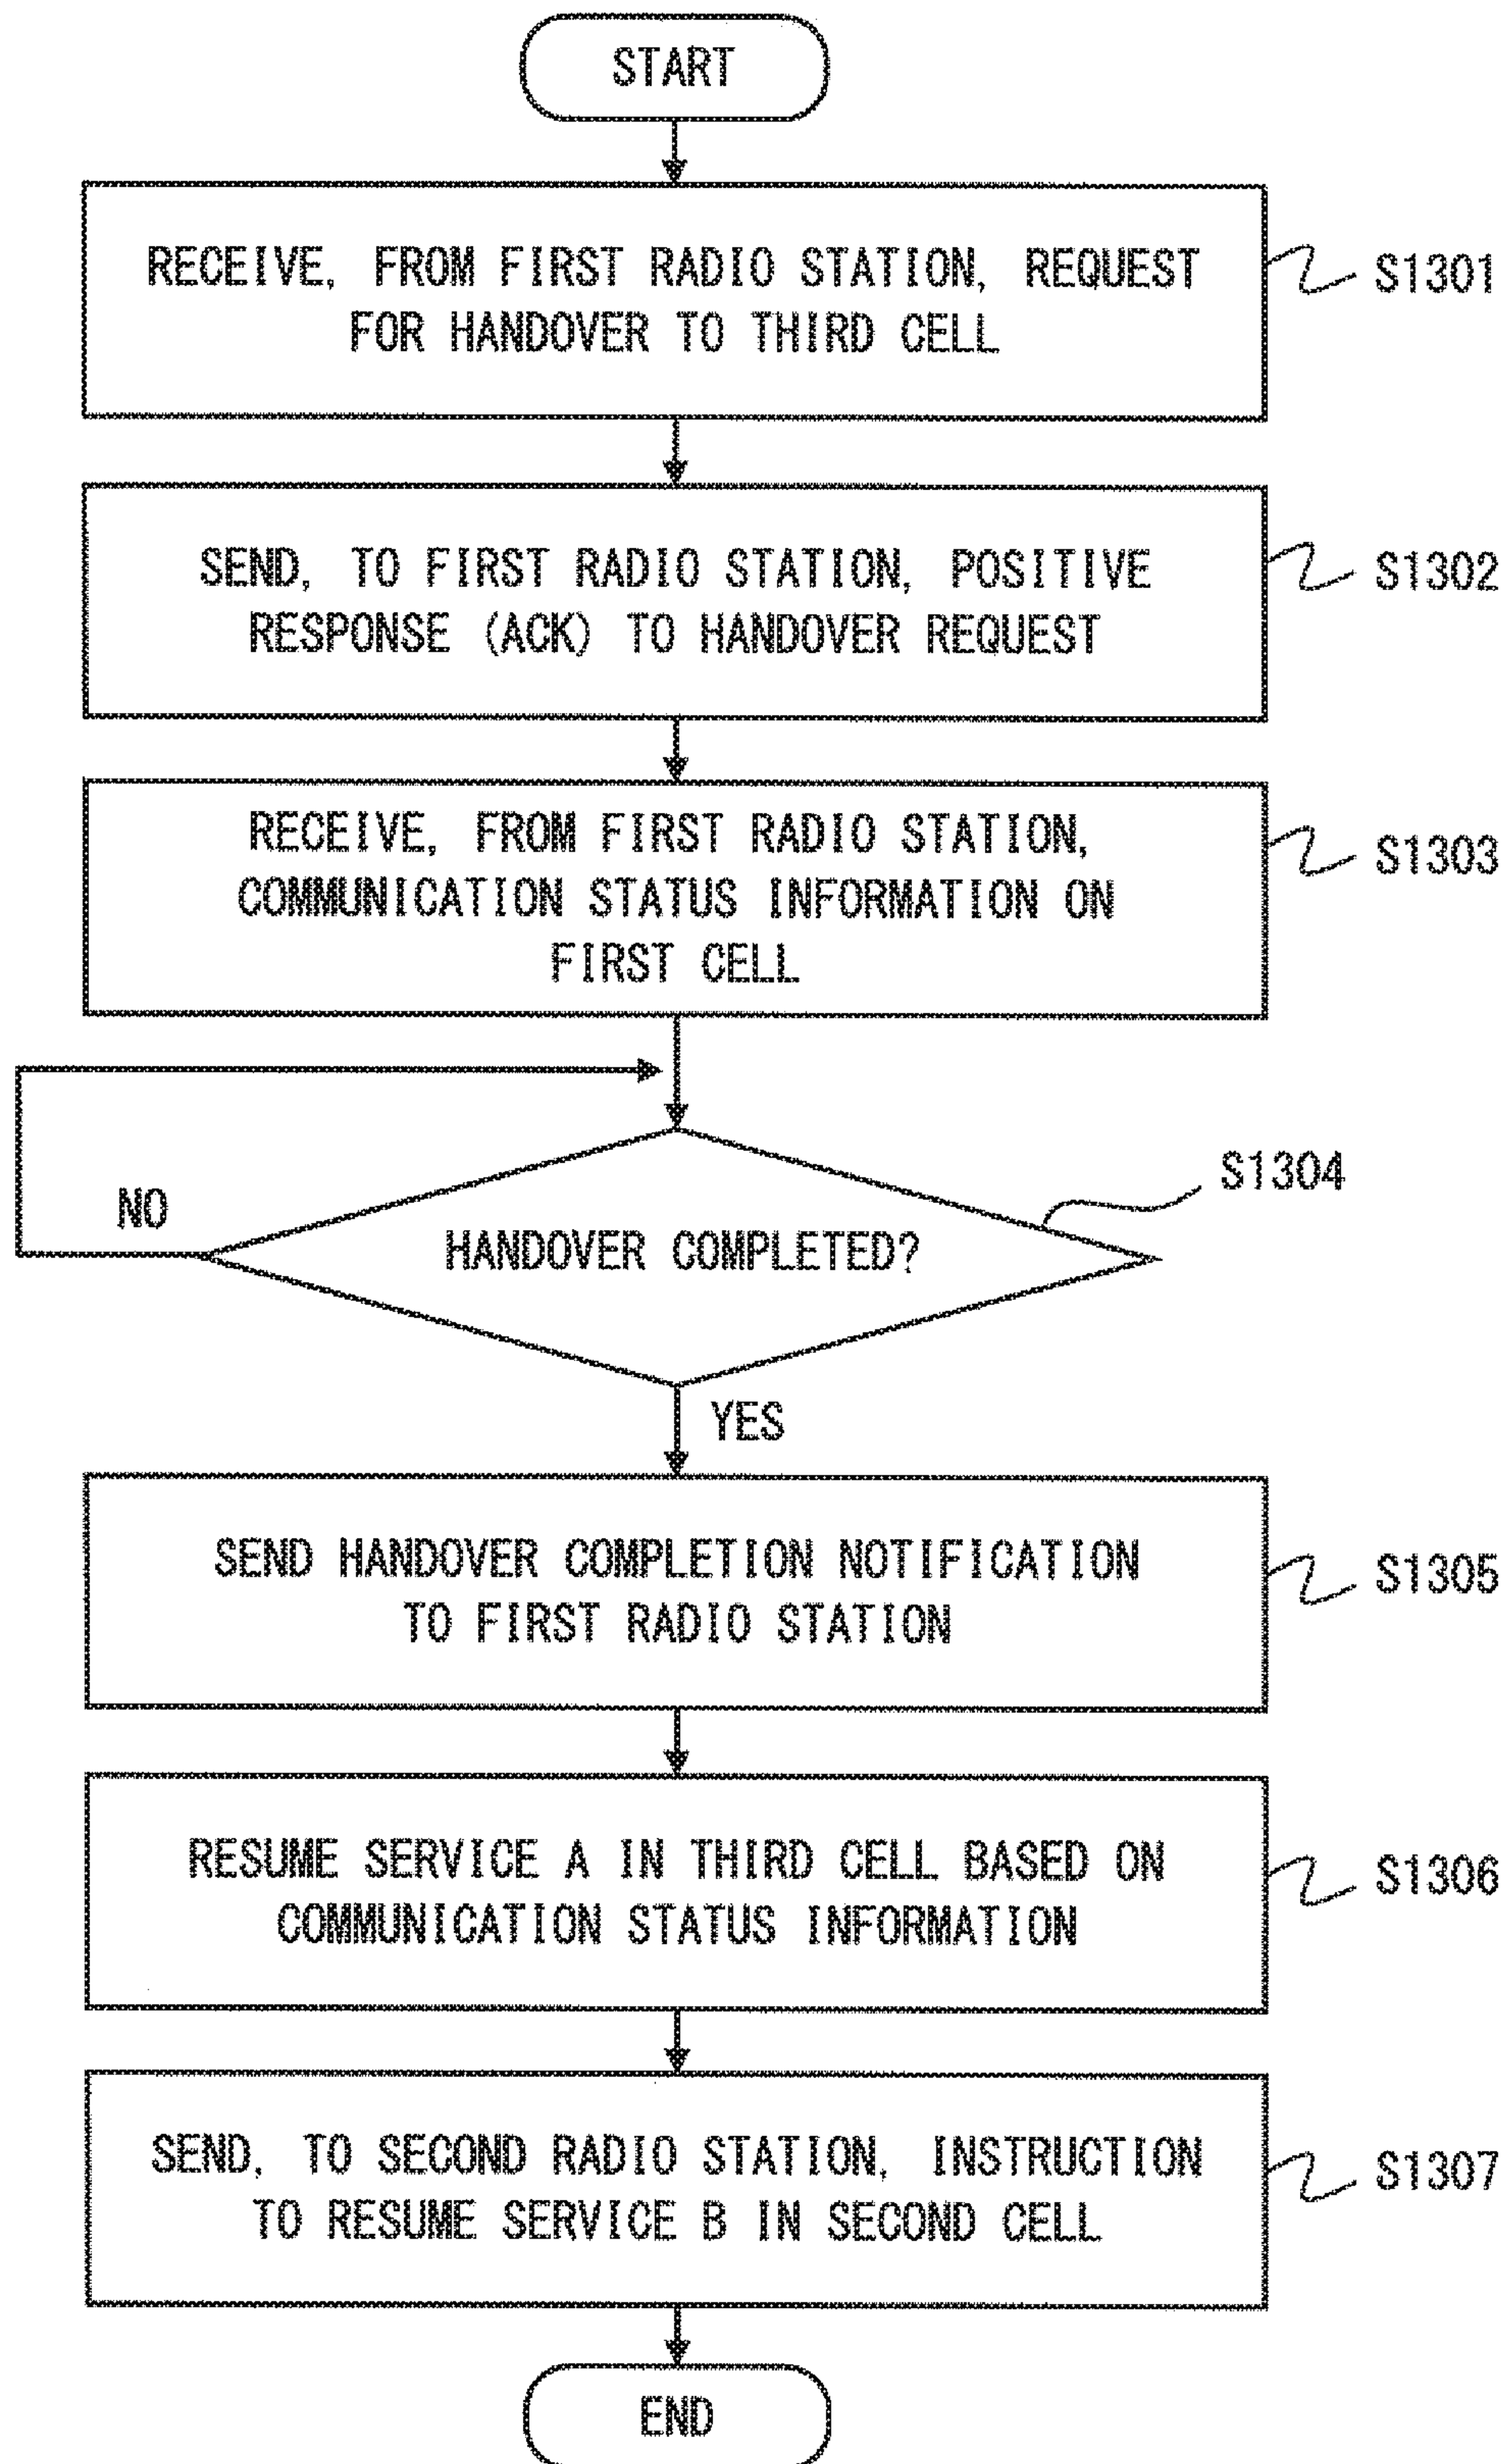 START
RECEIVE, FROM FIRST RADIO STATION, REQUEST
FOR HANDOVER TO THIRD CELL
S1301
SEND, TO FIRST RADIO STATION, POSITIVE
RESPONSE (ACK) TO HANDOVER REQUEST
S1302
RECEIVE, FROM FIRST RADIO STATION,
COMMUNICATION STATUS INFORMATION ON
FIRST CELL
S1303
S1304
NO
HANDOVER COMPLETED?
YES
SEND HANDOVER COMPLETION NOTIFICATION
TO FIRST RADIO STATION
S1305
RESUME SERVICE A IN THIRD CELL BASED ON
COMMUNICATION STATUS INFORMATION
S1306
SEND, TO SECOND RADIO STATION, INSTRUCTION
TO RESUME SERVICE B IN SECOND CELL
S1307
END